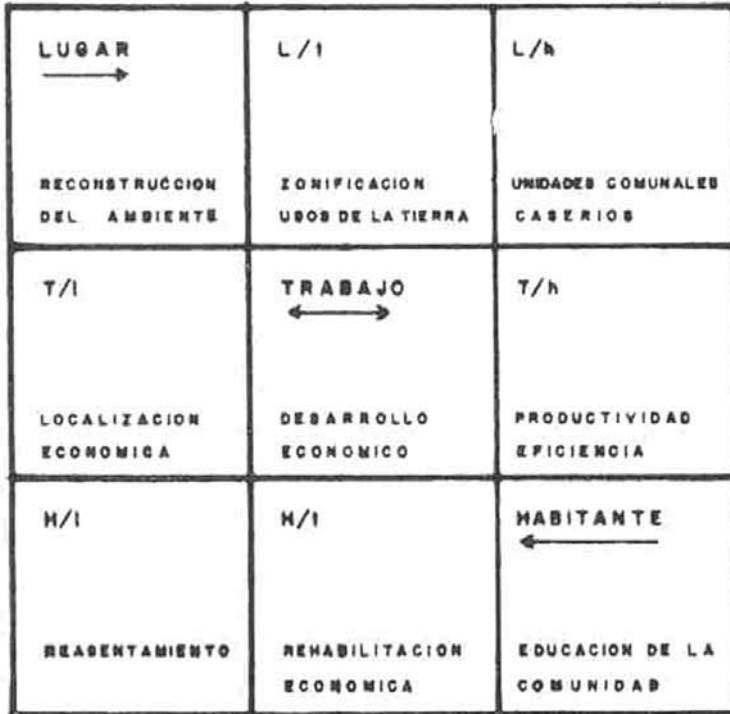 LUGAR
RECONSTRUCCION
DEL AMBIENTE
L/t
ZONIFICACION
USOS DE LA TIERRA
L/h
UNIDADES COMUNALES
CASERIOS
T/l
LOCALIZACION
ECONOMICA
TRABAJO
DESARROLLO
ECONOMICO
T/h
PRODUCTIVIDAD
EFICIENCIA
H/l
REASENTAMIENTO
H/t
REHABILITACION
ECONOMICA
HABITANTE
EDUCACION DE LA
COMUNIDAD